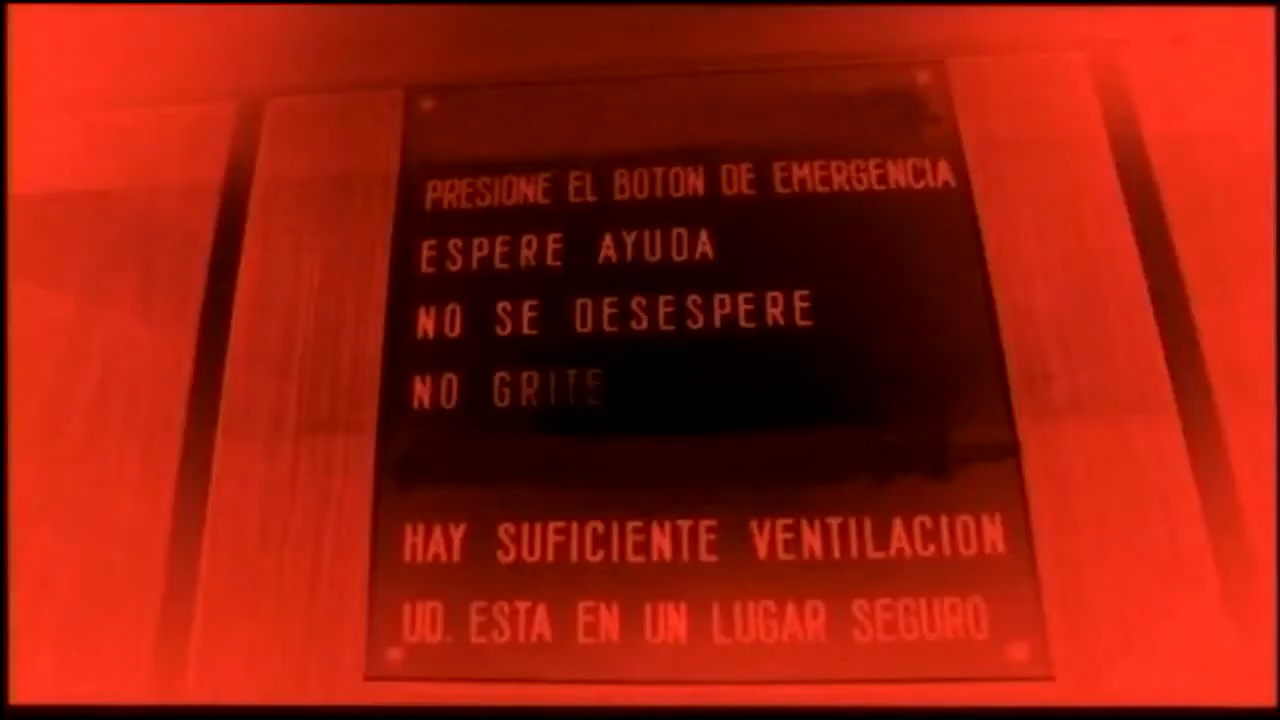 PRESIONE EL BOTON DE EMERGENCIA
ESPERE AYUDA
NO SE DESESPERE
NO GRITE
HAY SUFICIENTE VENTILACION
UD. ESTA EN UN LUGAR SEGURO